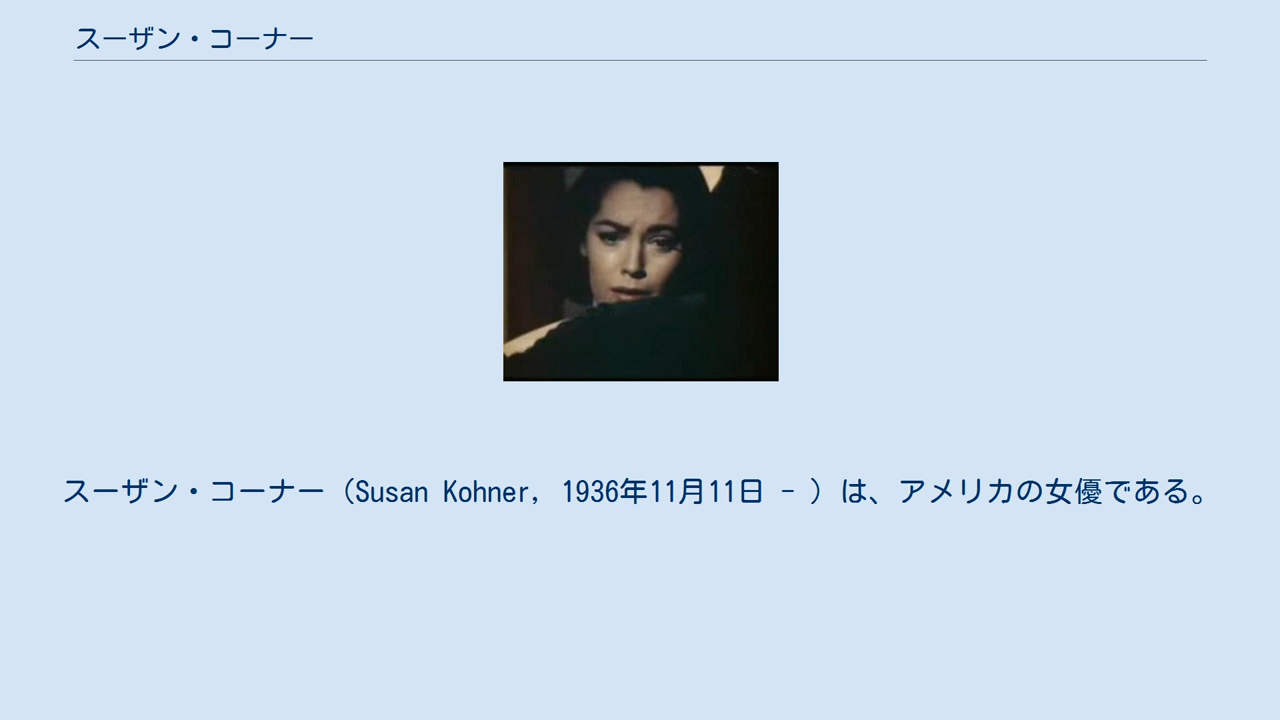 スーザン・コーナー
スーザン・コーナー（Susan Kohner, 1936年11月11日 - ）は、アメリカの女優である。